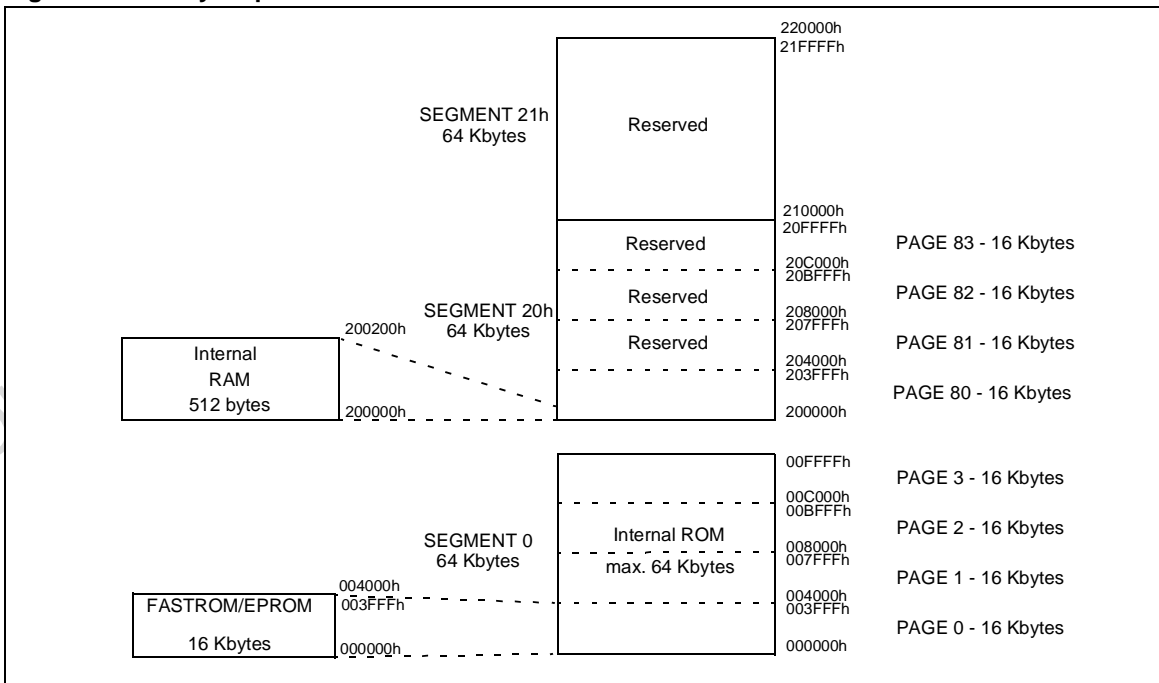 220000h
21FFFFh
SEGMENT 21h
64 Kbytes
Reserved
210000h
20FFFFh
Reserved
PAGE 83 - 16 Kbytes
20C000h
20BFFFh
Reserved
PAGE 82 - 16 Kbytes
SEGMENT 20h
64 Kbytes
208000h
207FFFh
200200h
Internal
RAM
512 bytes
Reserved
PAGE 81 - 16 Kbytes
204000h
203FFFh
PAGE 80 - 16 Kbytes
200000h
200000h
00FFFFh
PAGE 3 - 16 Kbytes
00C000h
00BFFFh
SEGMENT 0
64 Kbytes
Internal ROM
max. 64 Kbytes
PAGE 2 - 16 Kbytes
008000h
007FFFh
PAGE 1 - 16 Kbytes
004000h
003FFFh
FASTROM/EPROM
16 Kbytes
004000h
003FFFh
PAGE 0 - 16 Kbytes
000000h
000000h